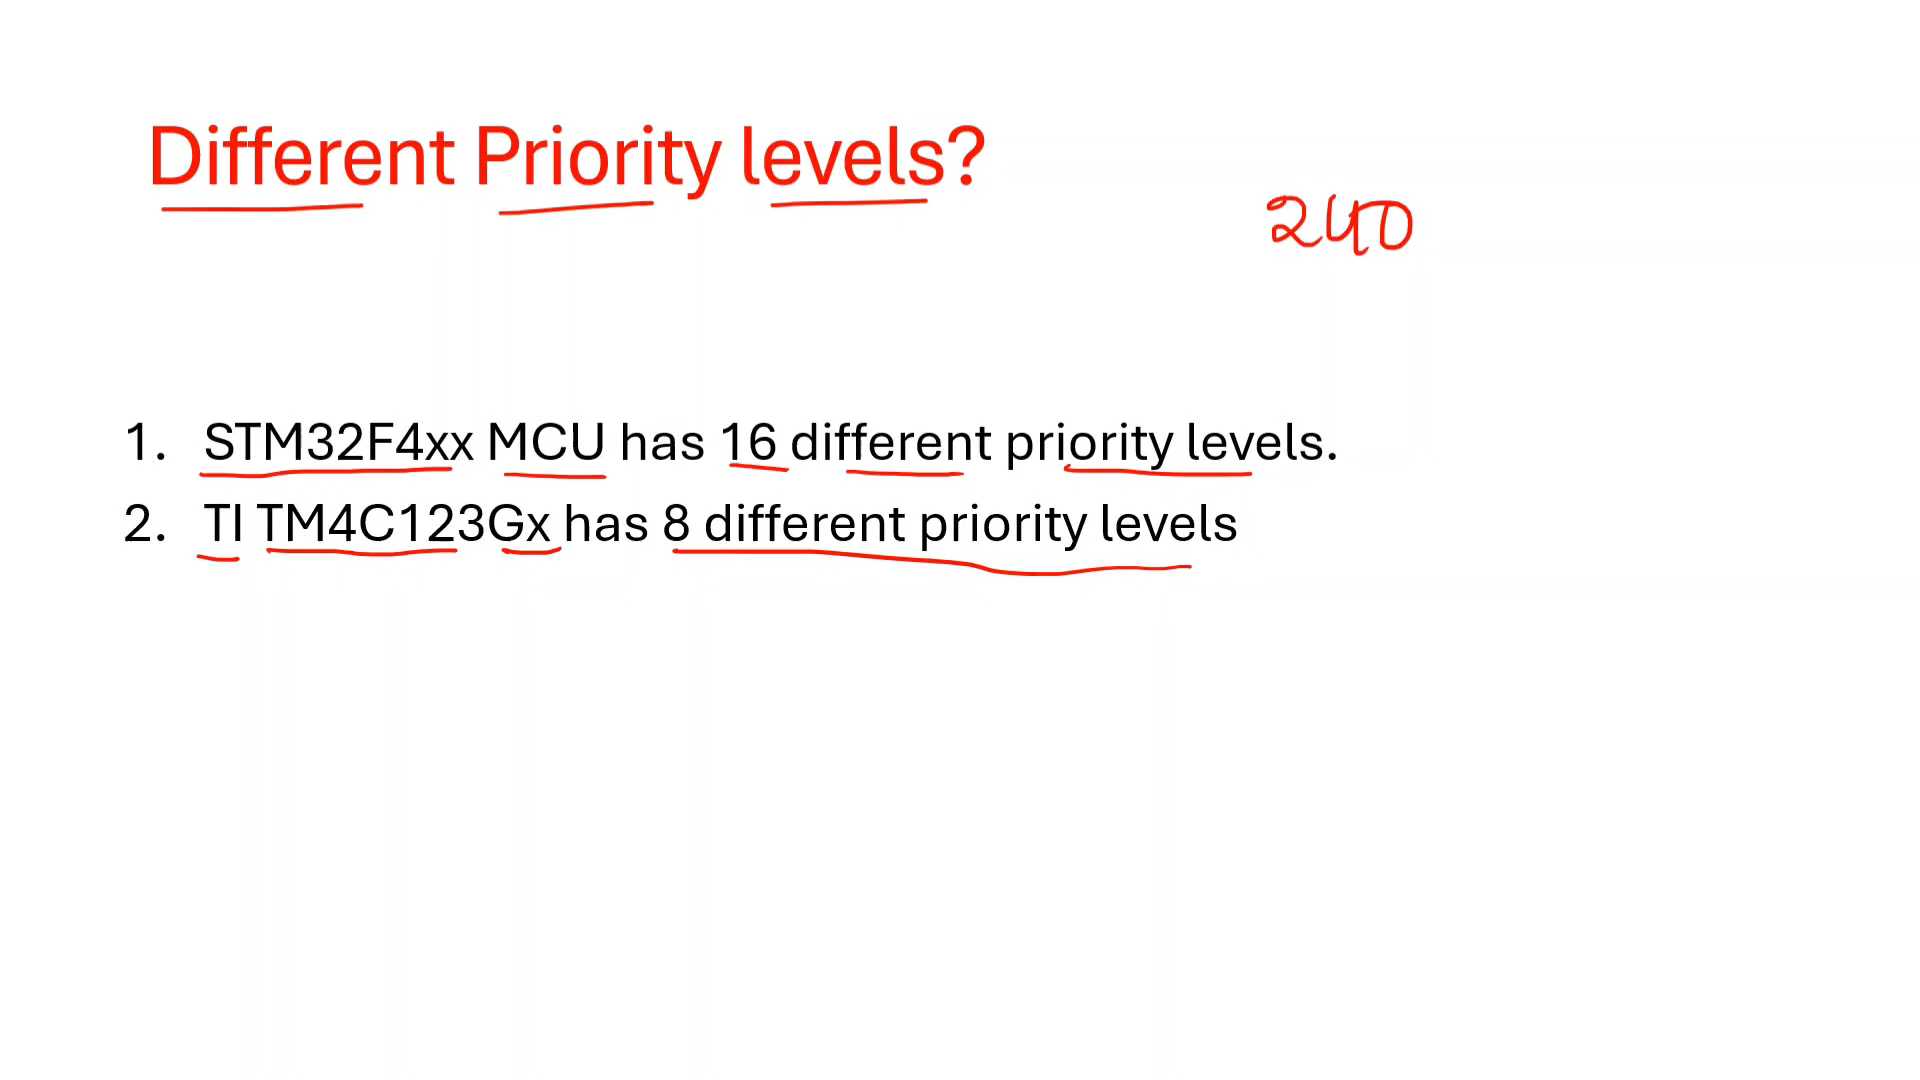 Different Priority levels?
240
1. STM32F4xx MCU has 16 different priority levels.
2. TI TM4C123Gx has 8 different priority levels